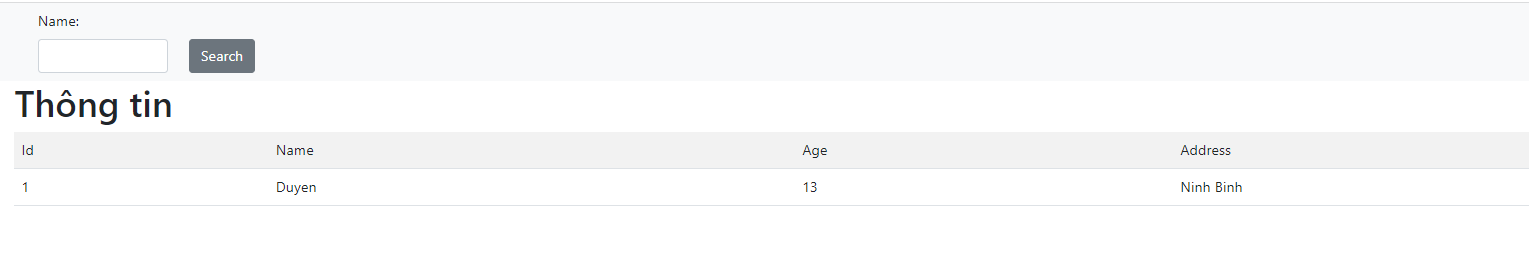 Name:
Search
Thông tin
Id Name Age Address
1 Duyen 13 Ninh Binh